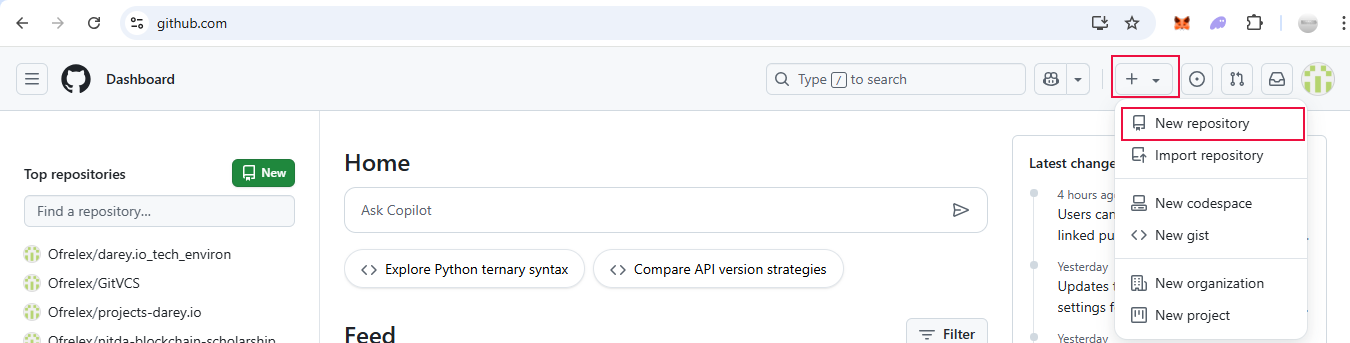 github.com
Dashboard
Type / to search
New repository
Import repository
New codespace
New gist
New organization
New project
Top repositories
New
Find a repository...
Ofrelex/darey.io_tech_environ
Ofrelex/GitVCS
Ofrelex/projects-darey.io
Ofrelex/nitda-blockchain-scholarship
Home
Ask Copilot
Explore Python ternary syntax
Compare API version strategies
Feed
Filter
Latest change
4 hours ag
Users can
linked pu
Yesterday
Updates t
settings f
Yesterday